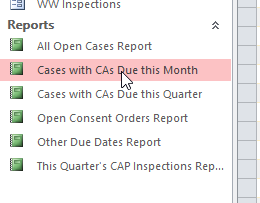 WW Inspections
Reports
All Open Cases Report
Cases with CAs Due this Month
Cases with CAs Due this Quarter
Open Consent Orders Report
Other Due Dates Report
This Quarter's CAP Inspections Rep...